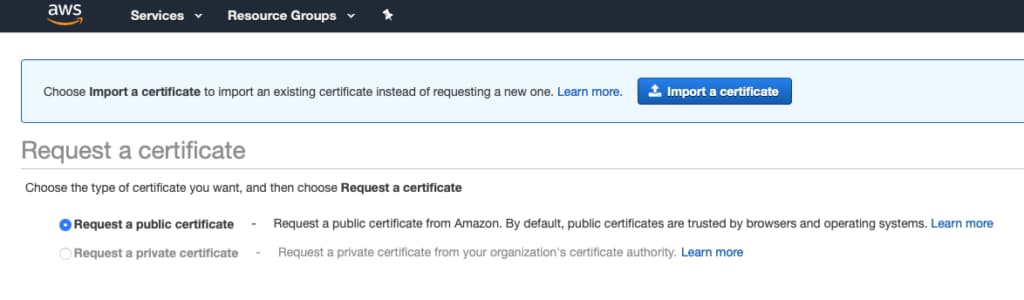 aws Services Resource Groups
Choose Import a certificate to import an existing certificate instead of requesting a new one. Learn more. Import a certificate
Request a certificate
Choose the type of certificate you want, and then choose Request a certificate
Request a public certificate - Request a public certificate from Amazon. By default, public certificates are trusted by browsers and operating systems. Learn more
Request a private certificate - Request a private certificate from your organization's certificate authority. Learn more